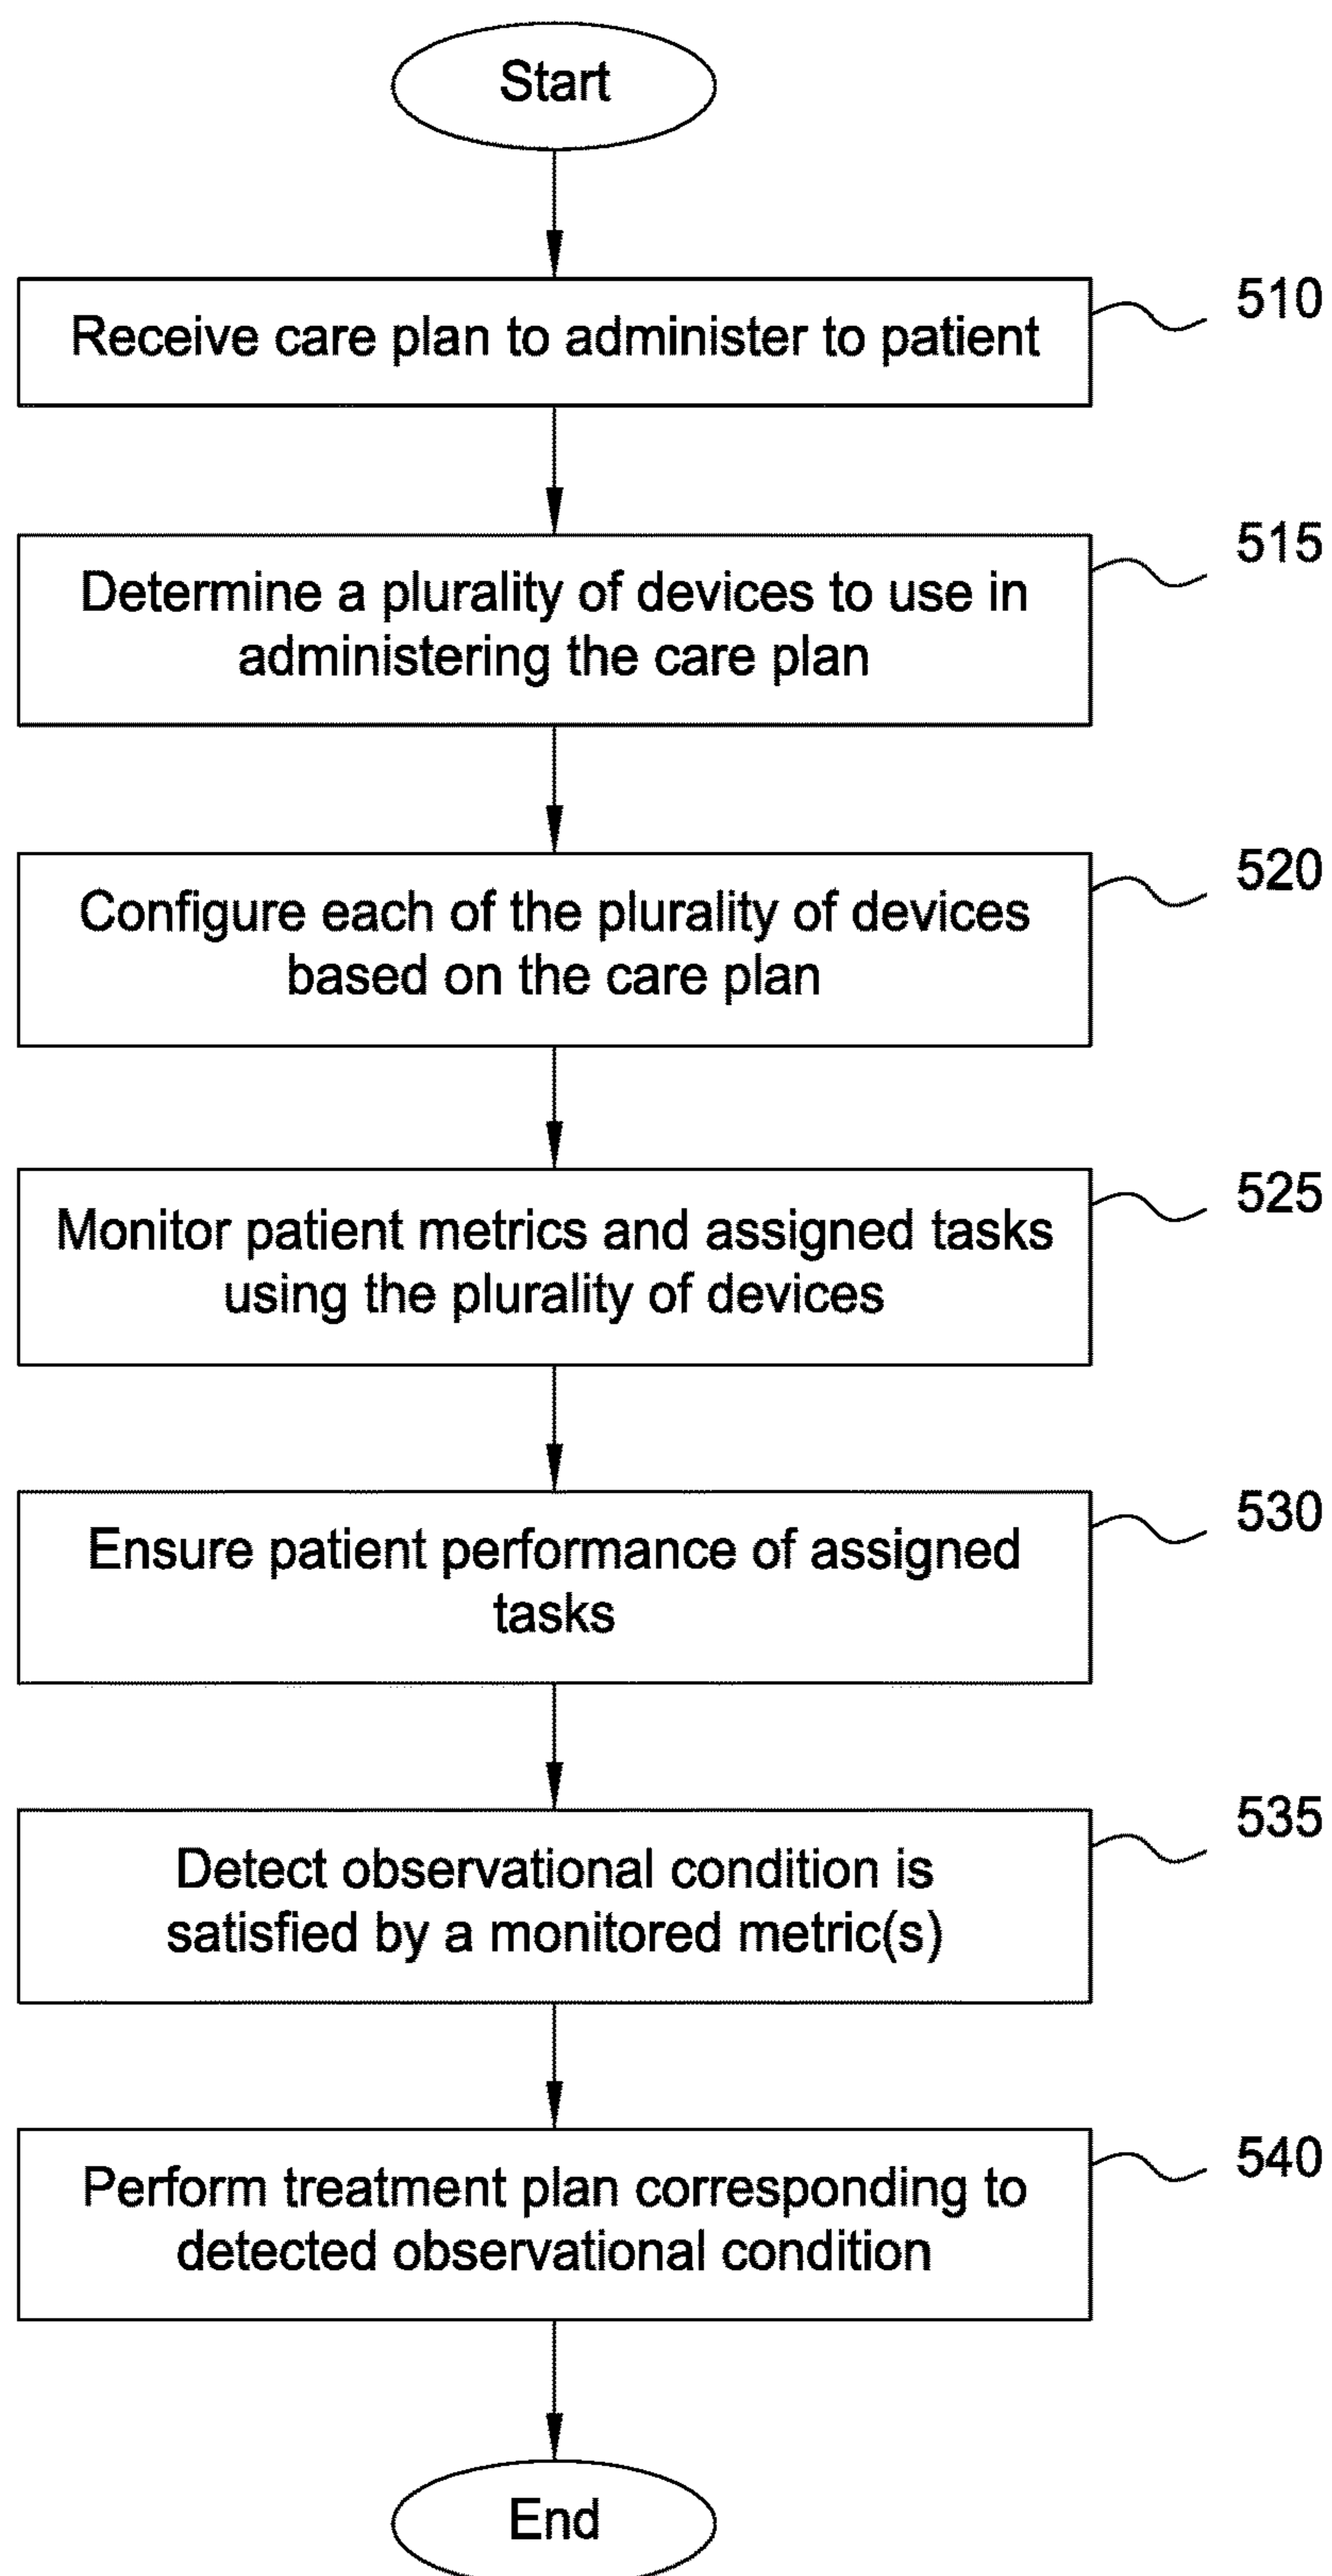 Start
Receive care plan to administer to patient
510
Determine a plurality of devices to use in
administering the care plan
515
Configure each of the plurality of devices
based on the care plan
520
Monitor patient metrics and assigned tasks
using the plurality of devices
525
Ensure patient performance of assigned
tasks
530
Detect observational condition is
satisfied by a monitored metric(s)
535
Perform treatment plan corresponding to
detected observational condition
540
End